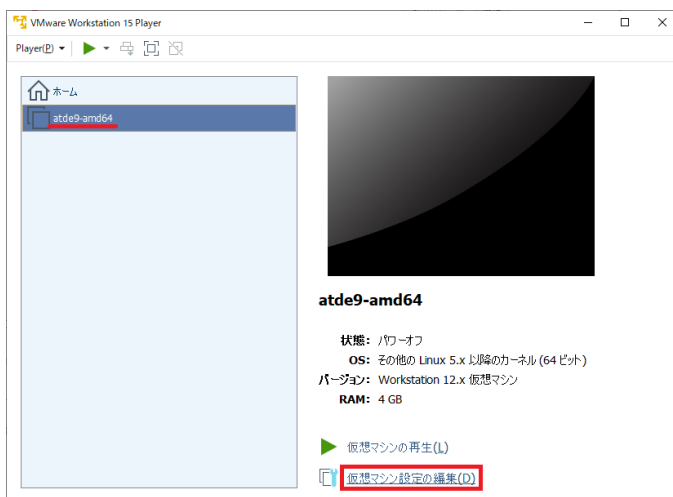 VMware Workstation 15 Player
Player(P)
ホーム
atde9-amd64
atde9-amd64
状態: パワーオフ
OS: その他の Linux 5.x 以降のカーネル (64 ビット)
バージョン: Workstation 12.x 仮想マシン
RAM: 4 GB
仮想マシンの再生(L)
仮想マシン設定の編集(D)